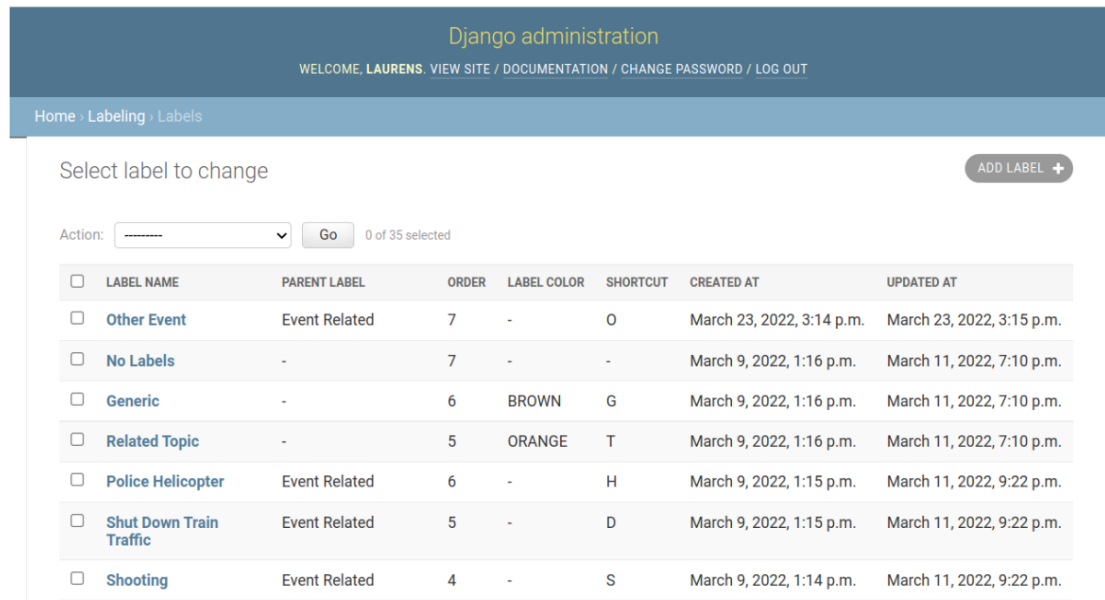 Django administration
WELCOME, LAURENS. VIEW SITE / DOCUMENTATION / CHANGE PASSWORD / LOG OUT
Home › Labeling › Labels
Select label to change
ADD LABEL +
Action: --------- Go 0 of 35 selected
LABEL NAME PARENT LABEL ORDER LABEL COLOR SHORTCUT CREATED AT UPDATED AT
Other Event Event Related 7 - O March 23, 2022, 3:14 p.m. March 23, 2022, 3:15 p.m.
No Labels - 7 - - March 9, 2022, 1:16 p.m. March 11, 2022, 7:10 p.m.
Generic - 6 BROWN G March 9, 2022, 1:16 p.m. March 11, 2022, 7:10 p.m.
Related Topic - 5 ORANGE T March 9, 2022, 1:16 p.m. March 11, 2022, 7:10 p.m.
Police Helicopter Event Related 6 - H March 9, 2022, 1:15 p.m. March 11, 2022, 9:22 p.m.
Shut Down Train Event Related 5 - D March 9, 2022, 1:15 p.m. March 11, 2022, 9:22 p.m.
Traffic
Shooting Event Related 4 - S March 9, 2022, 1:14 p.m. March 11, 2022, 9:22 p.m.